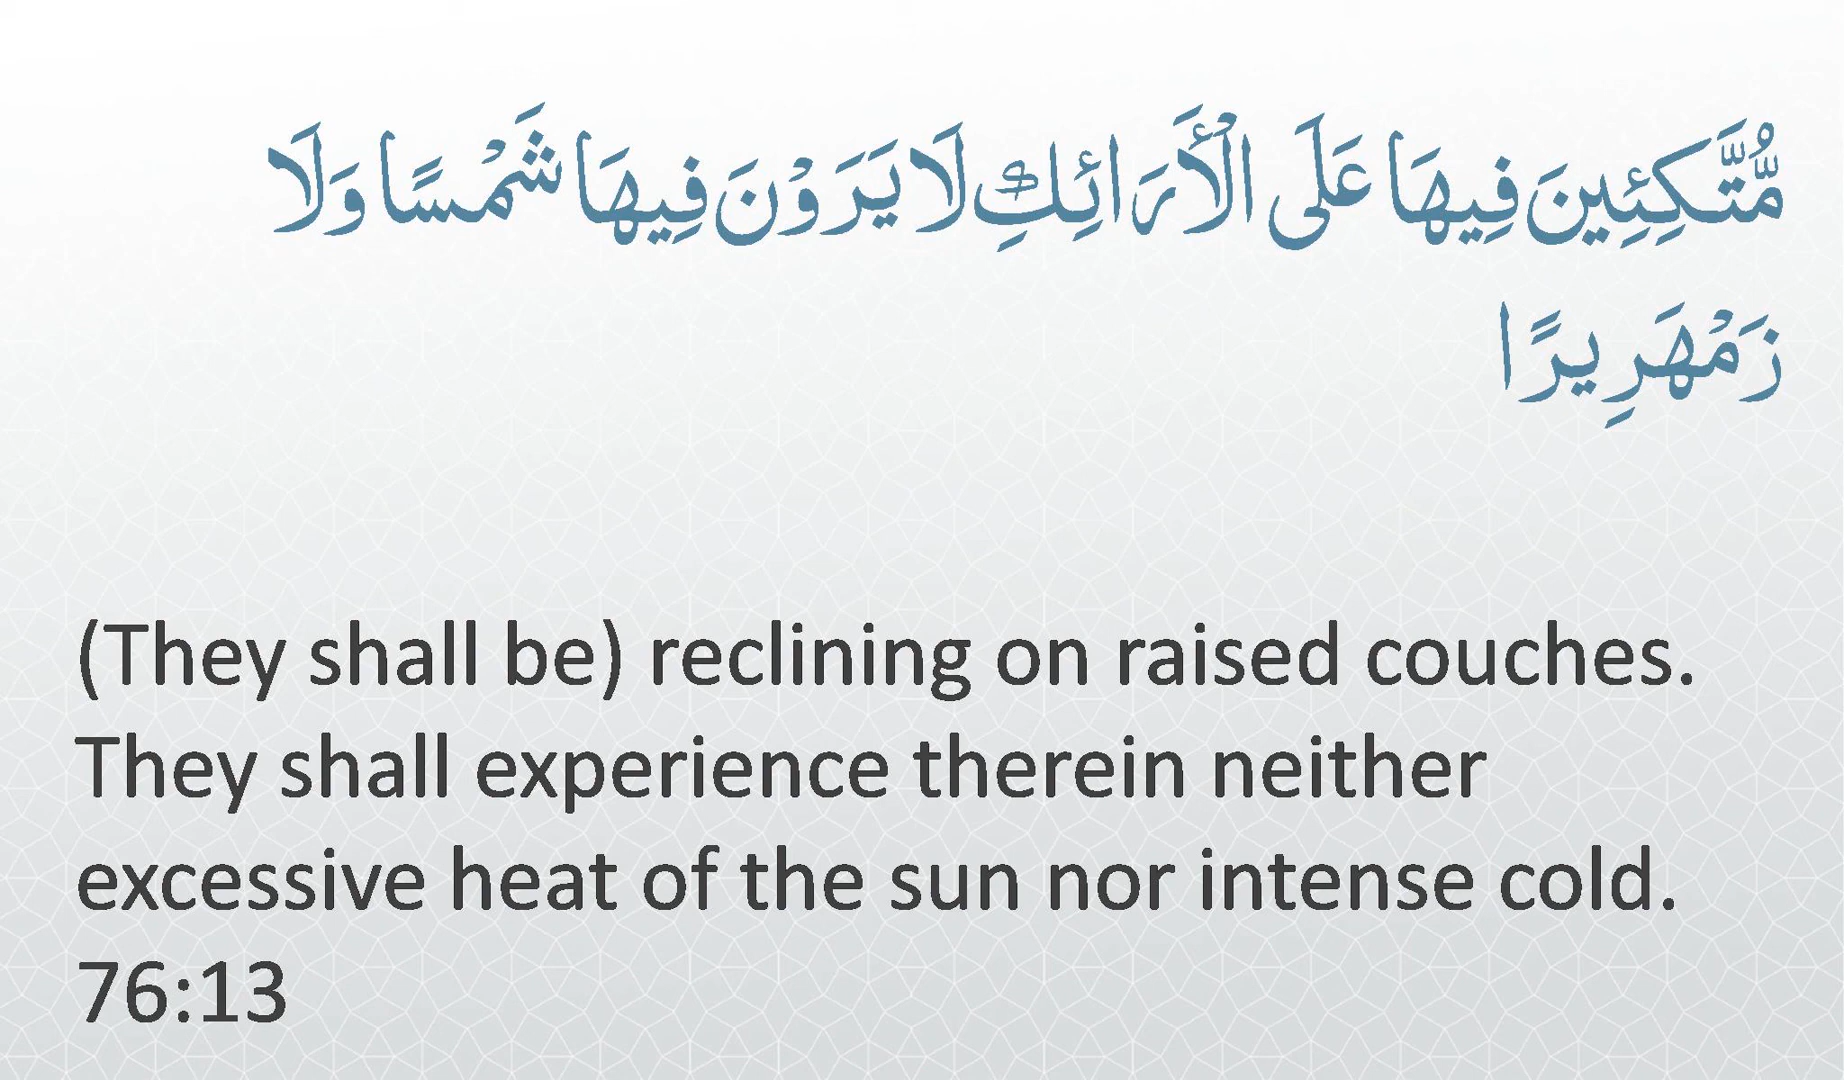 مُّتَّكِئِينَ فِيهَا عَلَى الْأَرَائِكِ لَا يَرَوْنَ فِيهَا شَمْسًا وَلَا
زَمْهَرِيرًا
(They shall be) reclining on raised couches.
They shall experience therein neither
excessive heat of the sun nor intense cold.
76:13